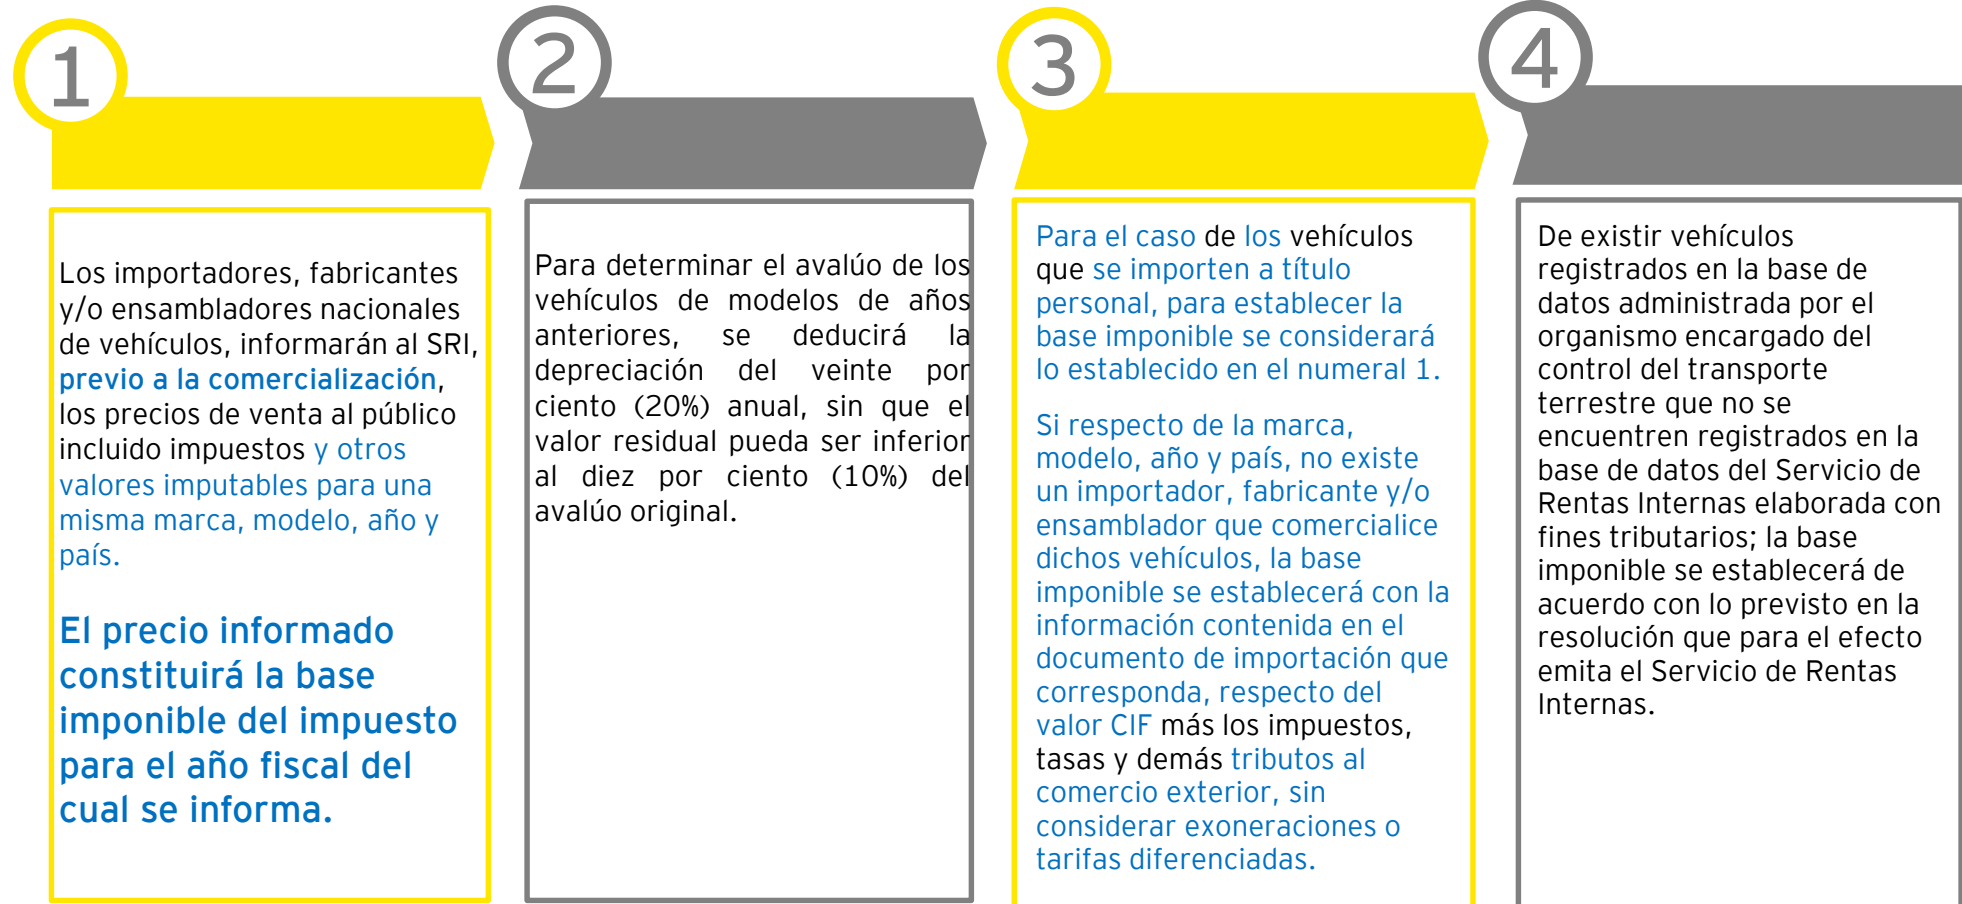 1
Los importadores, fabricantes
y/o ensambladores nacionales
de vehículos, informarán al SRI,
previo a la comercialización,
los precios de venta al público
incluido impuestos y otros
valores imputables para una
misma marca, modelo, año y
país.
El precio informado
constituirá la base
imponible del impuesto
para el año fiscal del
cual se informa.
2
Para determinar el avalúo de los
vehículos de modelos de años
anteriores, se deducirá la
depreciación del veinte por
ciento (20%) anual, sin que el
valor residual pueda ser inferior
al diez por ciento (10%) del
avalúo original.
3
Para el caso de los vehículos
que se importen a título
personal, para establecer la
base imponible se considerará
lo establecido en el numeral 1.
Si respecto de la marca,
modelo, año y país, no existe
un importador, fabricante y/o
ensamblador que comercialice
dichos vehículos, la base
imponible se establecerá con la
información contenida en el
documento de importación que
corresponda, respecto del
valor CIF más los impuestos,
tasas y demás tributos al
comercio exterior, sin
considerar exoneraciones o
tarifas diferenciadas.
4
De existir vehículos
registrados en la base de
datos administrada por el
organismo encargado del
control del transporte
terrestre que no se
encuentren registrados en la
base de datos del Servicio de
Rentas Internas elaborada con
fines tributarios; la base
imponible se establecerá de
acuerdo con lo previsto en la
resolución que para el efecto
emita el Servicio de Rentas
Internas.